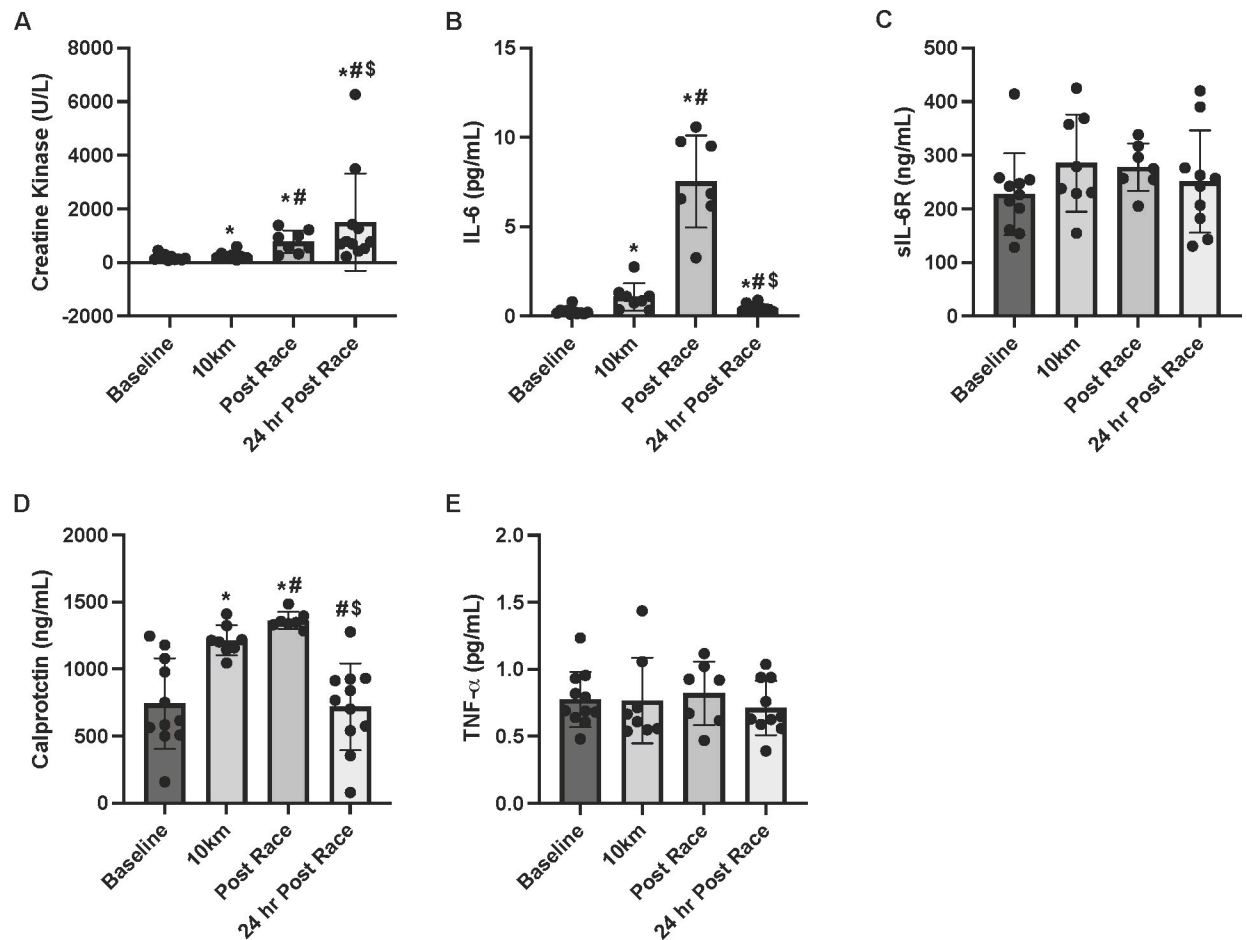 A
Creatine Kinase (U/L)
8000
6000
4000
2000
0
-2000
*
*#
*#$
Baseline
10km
Post Race
24 hr Post Race
B
IL-6 (pg/mL)
15
10
5
0
*
*#
*#$
Baseline
10km
Post Race
24 hr Post Race
C
sIL-6R (ng/mL)
500
400
300
200
100
0
Baseline
10km
Post Race
24 hr Post Race
D
Calprotctin (ng/mL)
2000
1500
1000
500
0
*
*#
#$
Baseline
10km
Post Race
24 hr Post Race
E
TNF-α (pg/mL)
2.0
1.5
1.0
0.5
0.0
Baseline
10km
Post Race
24 hr Post Race